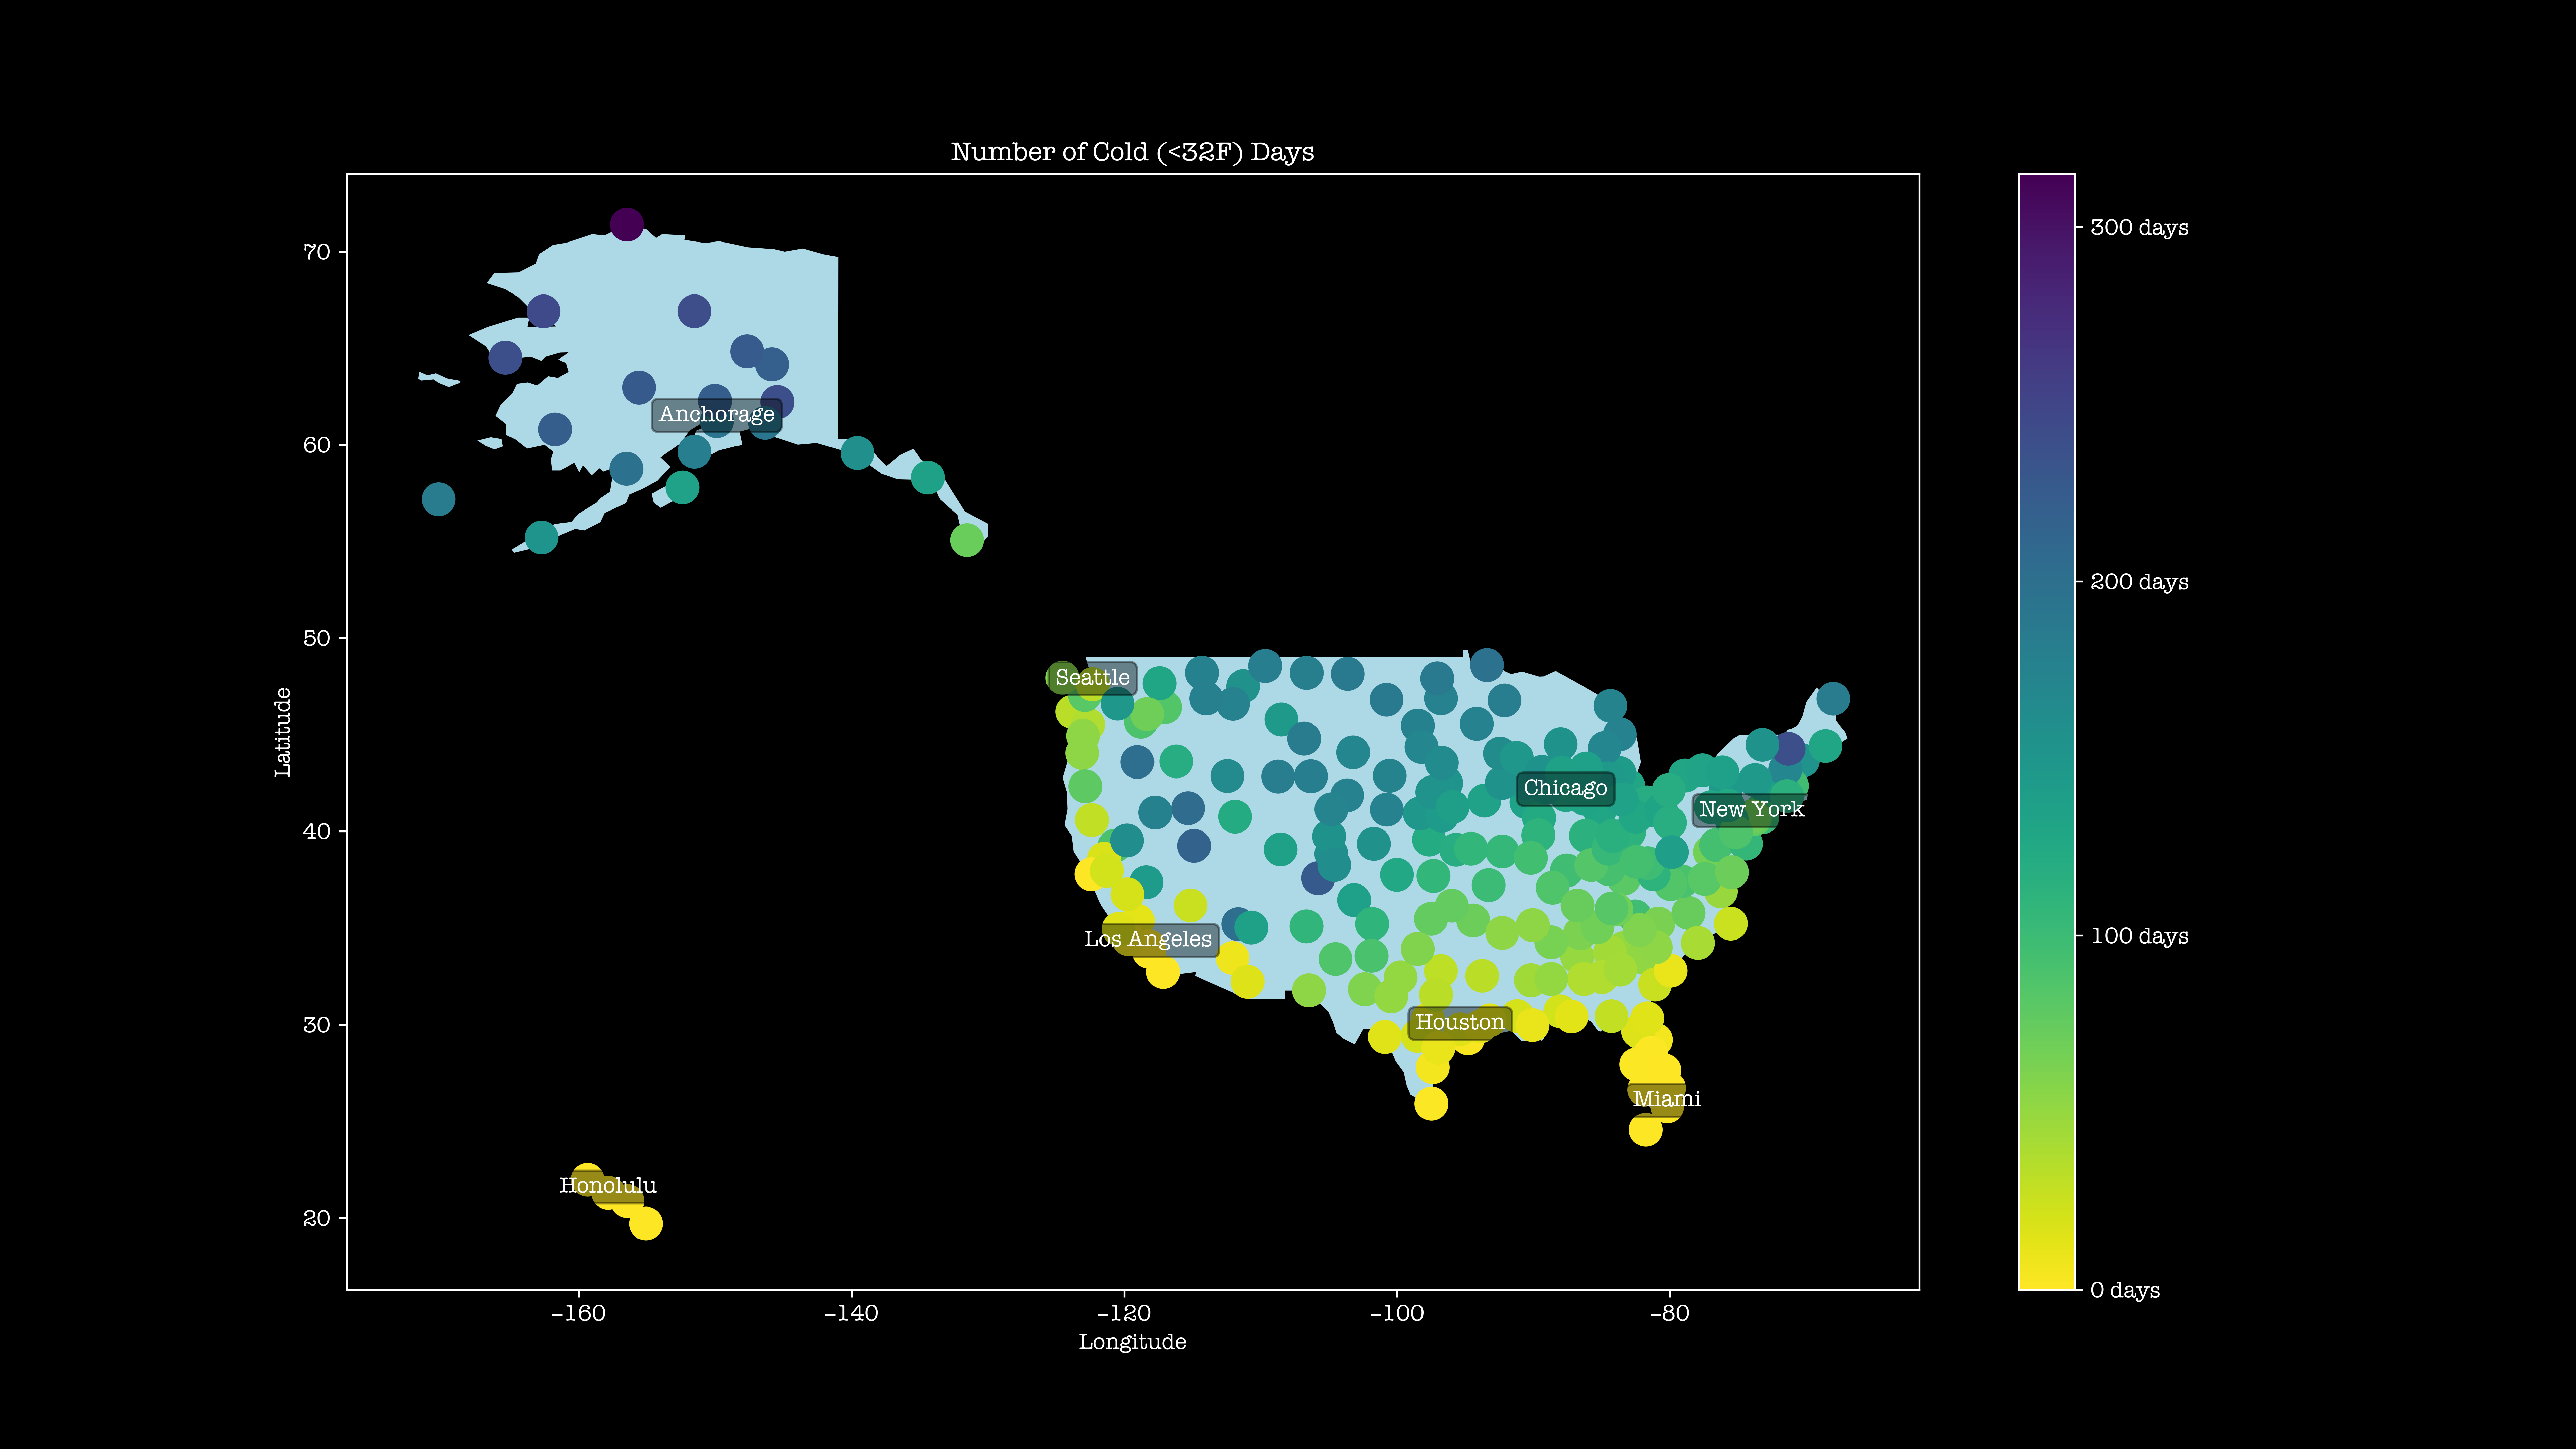 Number of Cold (<32F) Days
70
60
50
40
30
20
Latitude
Anchorage
Seattle
Chicago
New York
Los Angeles
Houston
Miami
Honolulu
−160
−140
−120
−100
−80
Longitude
300 days
200 days
100 days
0 days